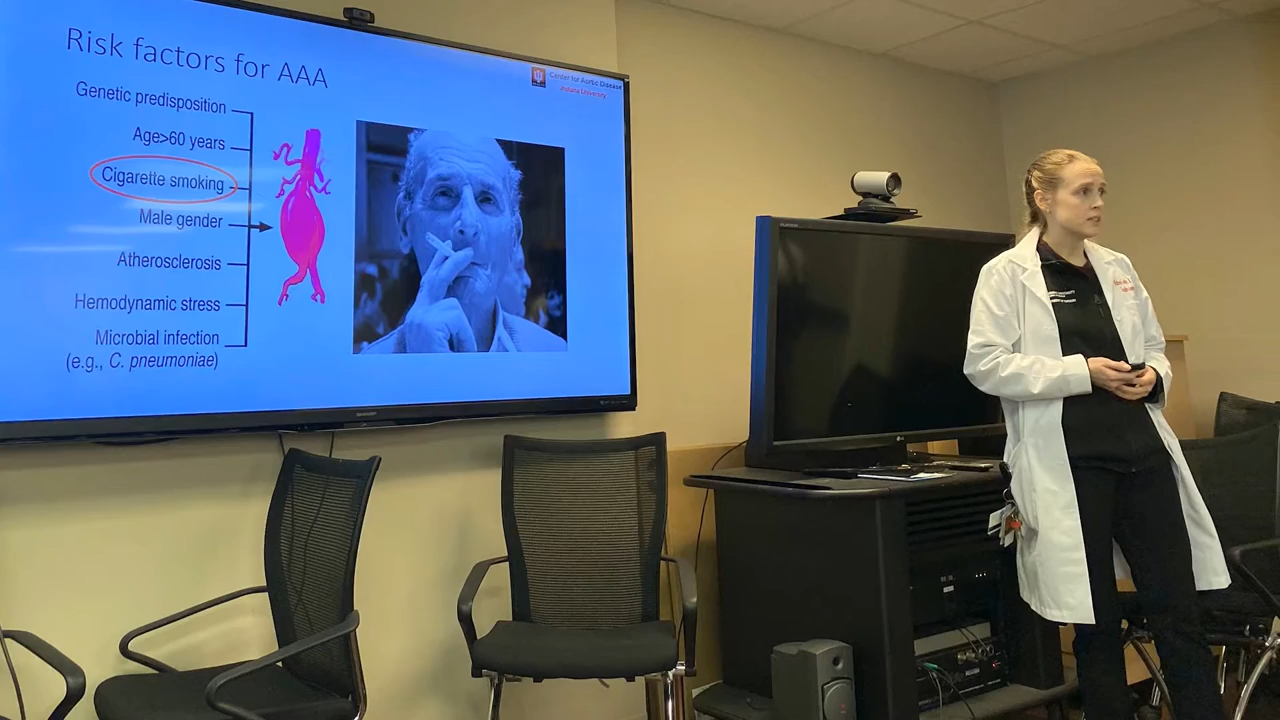 Risk factors for AAA
Center for Aortic Disease
Indiana University
Genetic predisposition
Age>60 years
Cigarette smoking
Male gender
Atherosclerosis
Hemodynamic stress
Microbial infection
(e.g., C. pneumoniae)
SHARP
LG